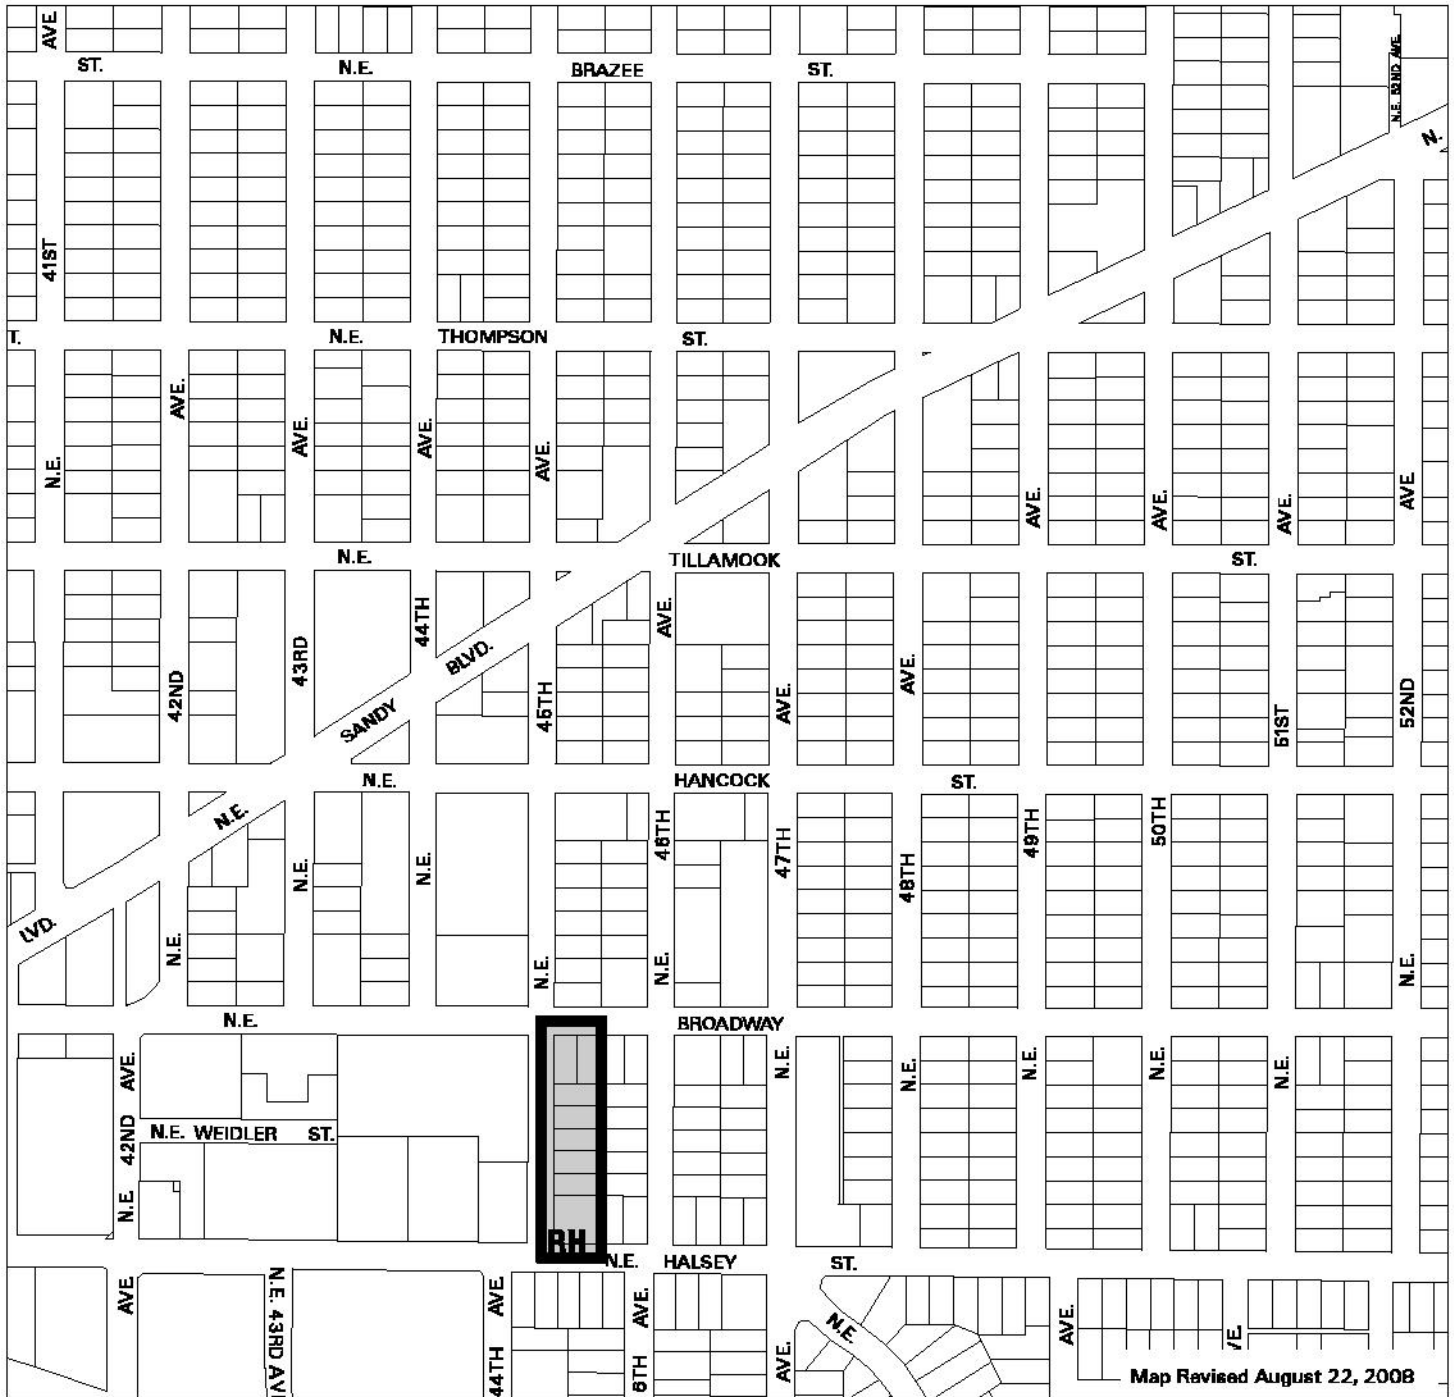 AVE.
ST. N.E. BRAZEE ST.
N.E. 52ND AVE.
N.
41ST
T. N.E. THOMPSON ST.
AVE.
AVE.
AVE.
AVE.
N.E.
AVE.
AVE.
AVE.
AVE.
N.E. TILLAMOOK ST.
44TH
AVE.
43RD
BLVD.
AVE.
42ND
45TH
AVE.
SANDY
51ST
52ND
N.E. HANCOCK ST.
N.E.
46TH
47TH
49TH
50TH
N.E.
N.E.
48TH
LVD.
N.E.
N.E.
N.E.
N.E.
N.E. BROADWAY
AVE.
N.E.
N.E.
N.E.
N.E.
N.E.
42ND
N.E. WEIDLER ST.
N.E.
RH
N.E. HALSEY ST.
AVE.
N.E. 43RD AV
AVE.
44TH
AVE.
6TH
AVE.
N.E.
AVE.
VE.
Map Revised August 22, 2008